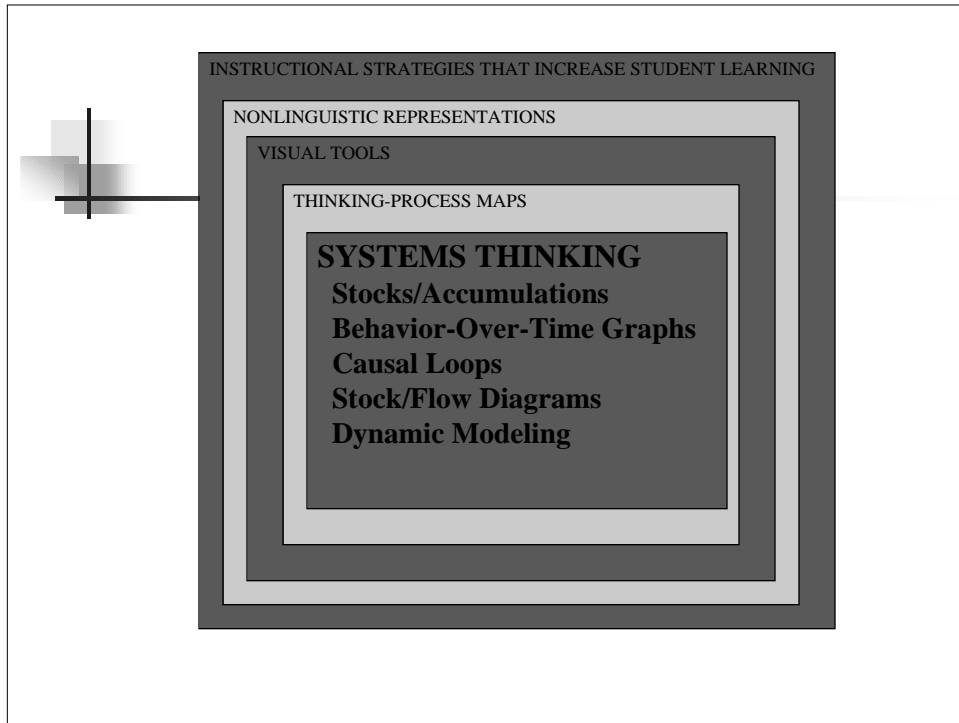 INSTRUCTIONAL STRATEGIES THAT INCREASE STUDENT LEARNING
NONLINGUISTIC REPRESENTATIONS
VISUAL TOOLS
THINKING-PROCESS MAPS
SYSTEMS THINKING
Stocks/Accumulations
Behavior-Over-Time Graphs
Causal Loops
Stock/Flow Diagrams
Dynamic Modeling